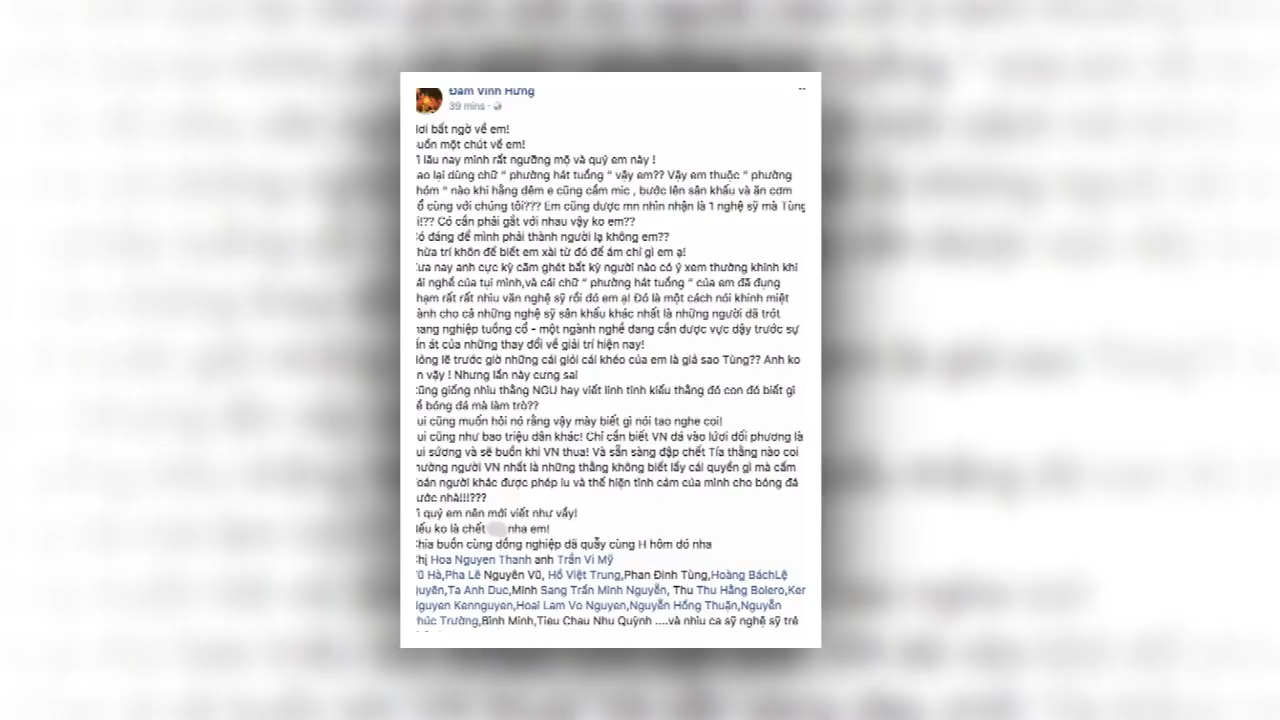 Đàm Vĩnh Hưng
39 mins ·
lơi bất ngờ về em!
uồn một chút về em!
ì lâu nay mình rất ngưỡng mộ và quý em này !
ao lại dùng chữ " phường hát tuồng " vậy em?? Vậy em thuộc " phường
hóm " nào khi hằng đêm e cũng cầm mic , bước lên sân khấu và ăn cơm
ổ cùng với chúng tôi??? Em cũng được mn nhìn nhận là 1 nghệ sỹ mà Tùng
i!?? Có cần phải gắt với nhau vậy ko em??
ó đáng để mình phải thành người lạ không em??
hừa trí khôn để biết em xài từ đó để ám chỉ gì em ạ!
ưa nay anh cực kỳ căm ghét bất kỳ người nào có ý xem thường khinh khi
ái nghề của tụi mình,và cái chữ " phường hát tuồng " của em đã đụng
hạm rất rất nhìu văn nghệ sỹ rồi đó em ạ! Đó là một cách nói khinh miệt
ành cho cả những nghệ sỹ sân khấu khác nhất là những người đã trót
nang nghiệp tuồng cổ - một ngành nghề đang cần được vực dậy trước sự
ấn át của những thay đổi về giải trí hiện nay!
lỏng lẽ trước giờ những cái giỏi cái khéo của em là giả sao Tùng?? Anh ko
n vậy ! Nhưng lần này cưng sai
ũng giống nhìu thằng NGU hay viết linh tinh kiểu thằng đó con đó biết gì
ề bóng đá mà làm trò??
ui cũng muốn hỏi nó rằng vậy mày biết gì nói tao nghe coi!
ui cũng như bao triệu dân khác! Chỉ cần biết VN đá vào lưới đối phương là
ui sướng và sẽ buồn khi VN thua! Và sẵn sàng đập chết Tía thằng nào coi
hường người VN nhất là những thằng không biết lấy cái quyền gì mà cấm
oán người khác được phép iu và thể hiện tình cảm của mình cho bóng đá
ước nhà!!!???
ì quý em nên mới viết như vầy!
lếu ko là chết nha em!
hia buồn cùng đồng nghiệp đã quẫy cùng H hôm đó nha
hị Hoa Nguyen Thanh anh Trần Vi Mỹ
ũ Hà,Pha Lê Nguyên Vũ, Hồ Việt Trung,Phan Đinh Tùng,Hoàng BáchLệ
uyên,Ta Anh Duc,Minh Sang Trần Minh Nguyễn, Thu Thu Hằng Bolero,Ken
lguyen Kennguyen,Hoai Lam Vo Nguyen,Nguyễn Hồng Thuận,Nguyễn
húc Trường,Bình Minh,Tieu Chau Nhu Quỳnh ....và nhìu ca sỹ nghệ sỹ trẻ